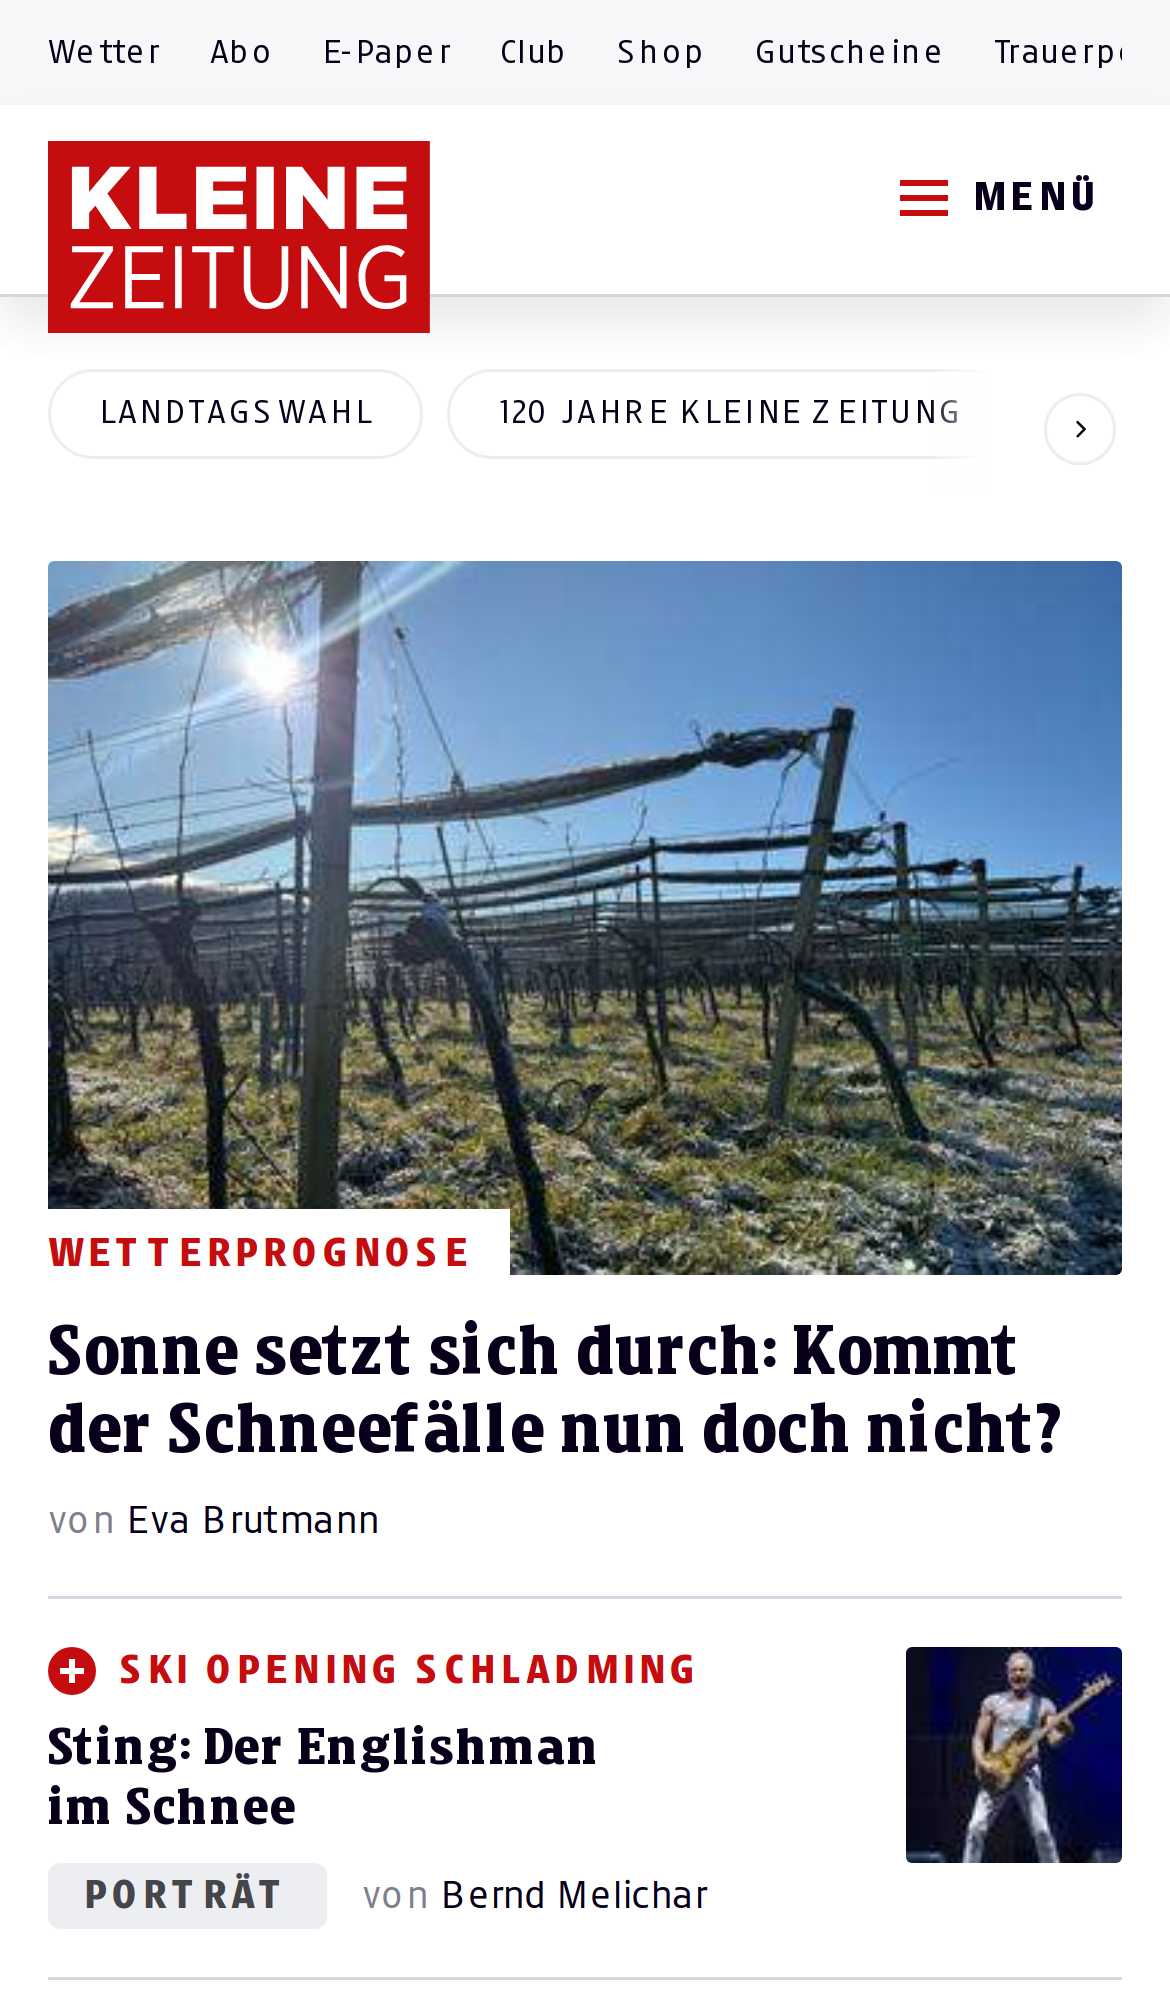 Wetter Abo E-Paper Club Shop Gutscheine
KLEINE
ZEITUNG
MENÜ
LANDTAGSWAHL 120 JAHRE KLEINE ZEITUNG
WETTERPROGNOSE
Sonne setzt sich durch: Kommt
der Schneefälle nun doch nicht?
von Eva Brutmann
SKI OPENING SCHLADMING
Sting: Der Englishman
im Schnee
PORTRÄT von Bernd Melichar